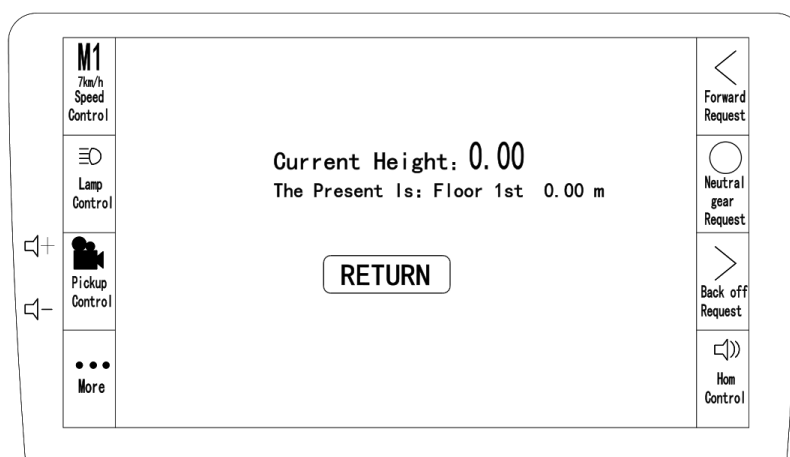 M1
7km/h
Speed
Control
Lamp
Control
Pickup
Control
More
Current Height: 0.00
The Present Is: Floor 1st 0.00 m
RETURN
Forward
Request
Neutral
gear
Request
Back off
Request
Hom
Control